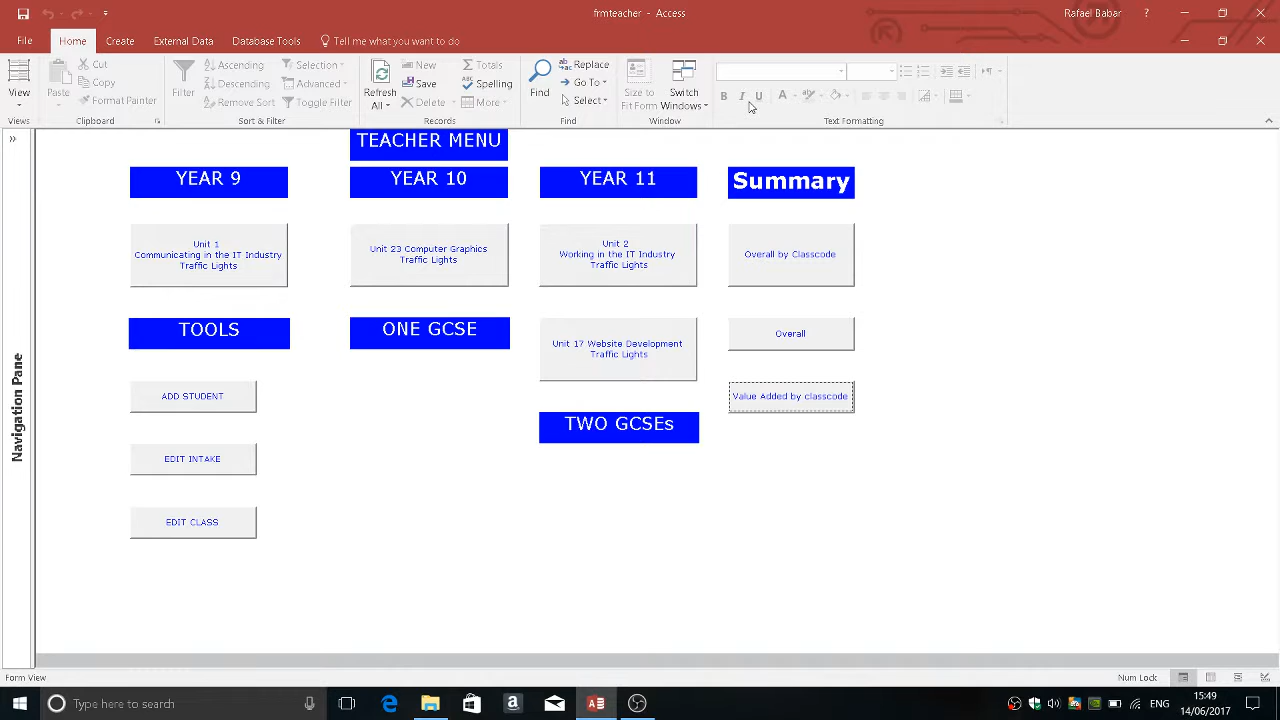 frmteacher - Access
Rafael Babar
?
File
Home
Create
External Data
Database Tools
Tell me what you want to do
View
Views
Paste
Cut
Copy
Format Painter
Clipboard
Filter
Ascending
Descending
Remove Sort
Selection
Advanced
Toggle Filter
Sort & Filter
Refresh
All
New
Save
Delete
Totals
Spelling
More
Records
Find
Replace
Go To
Select
Find
Size
to Fit Form
Switch
Windows
Window
B
I
U
A
Text Formatting
»
Navigation Pane
TEACHER MENU
YEAR 9
YEAR 10
YEAR 11
Summary
Unit 1
Communicating in the IT Industry
Traffic Lights
Unit 23 Computer Graphics
Traffic Lights
Unit 2
Working in the IT Industry
Traffic Lights
Overall by Classcode
TOOLS
ONE GCSE
Unit 17 Website Development
Traffic Lights
Overall
ADD STUDENT
Value Added by classcode
TWO GCSEs
EDIT INTAKE
EDIT CLASS
Form View
Num Lock
Type here to search
ENG
15:49
14/06/2017